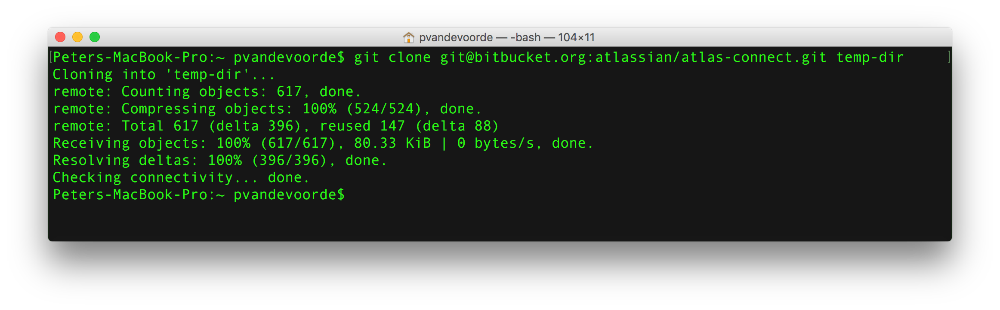 pvandevoorde — -bash — 104×11
[Peters-MacBook-Pro:~ pvandevoorde$ git clone git@bitbucket.org:atlassian/atlas-connect.git temp-dir ]
Cloning into 'temp-dir'...
remote: Counting objects: 617, done.
remote: Compressing objects: 100% (524/524), done.
remote: Total 617 (delta 396), reused 147 (delta 88)
Receiving objects: 100% (617/617), 80.33 KiB | 0 bytes/s, done.
Resolving deltas: 100% (396/396), done.
Checking connectivity... done.
Peters-MacBook-Pro:~ pvandevoorde$